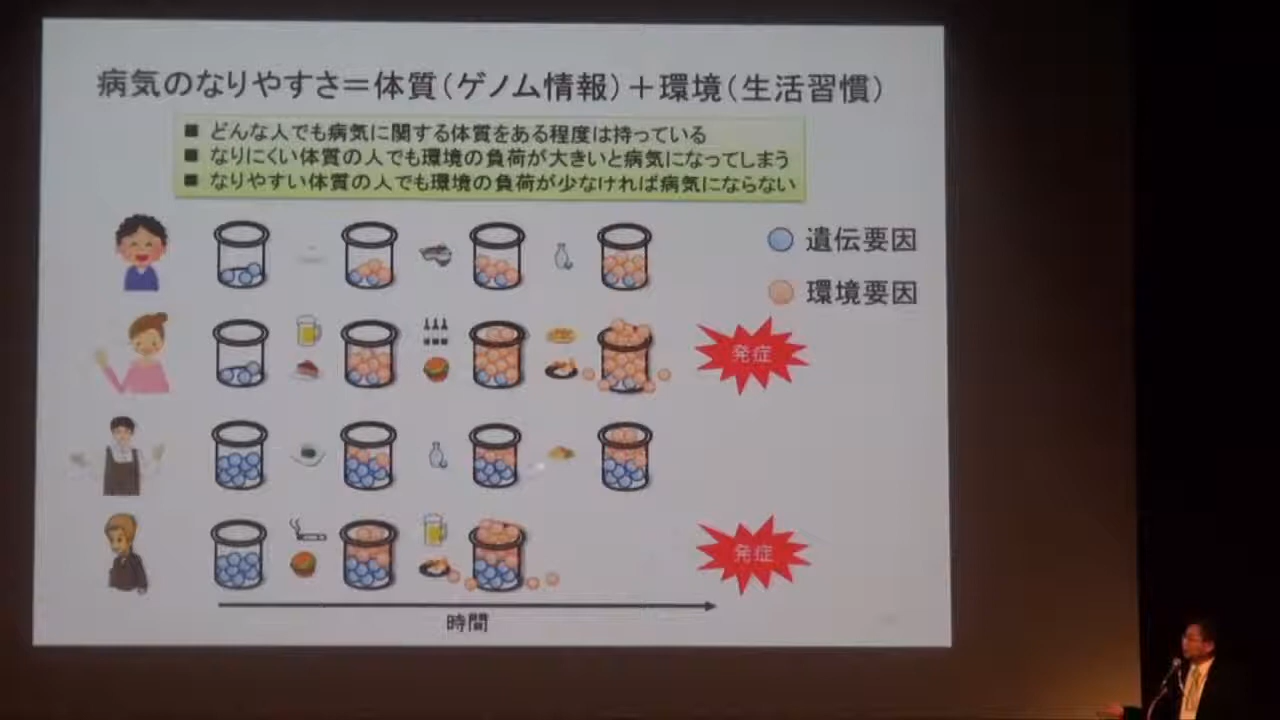 病気のなりやすさ＝体質（ゲノム情報）＋環境（生活習慣）
■ どんな人でも病気に関する体質をある程度は持っている
■ なりにくい体質の人でも環境の負荷が大きいと病気になってしまう
■ なりやすい体質の人でも環境の負荷が少なければ病気にならない
遺伝要因
環境要因
発症
発症
時間